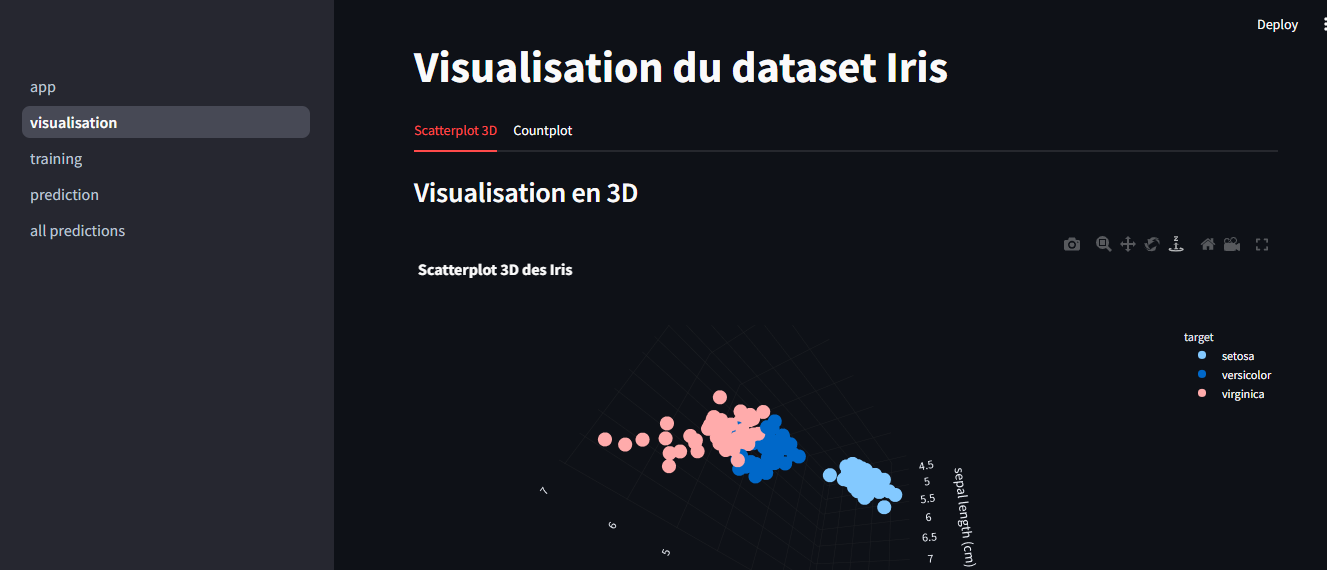 Deploy
app
visualisation
training
prediction
all predictions
Visualisation du dataset Iris
Scatterplot 3D Countplot
Visualisation en 3D
Scatterplot 3D des Iris
target
setosa
versicolor
virginica
7
6
5
4.5
5
5.5
6
6.5
7
sepal length (cm)